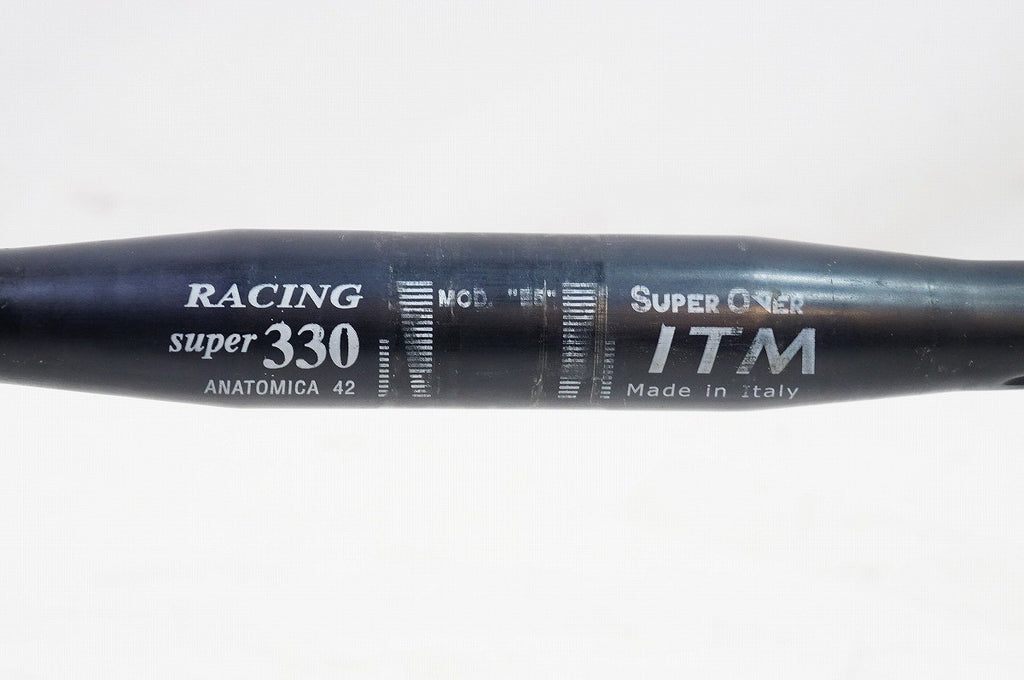 RACING
super 330
ANATOMICA 42
MOD.
SUPER OVER
ITM
Made in Italy